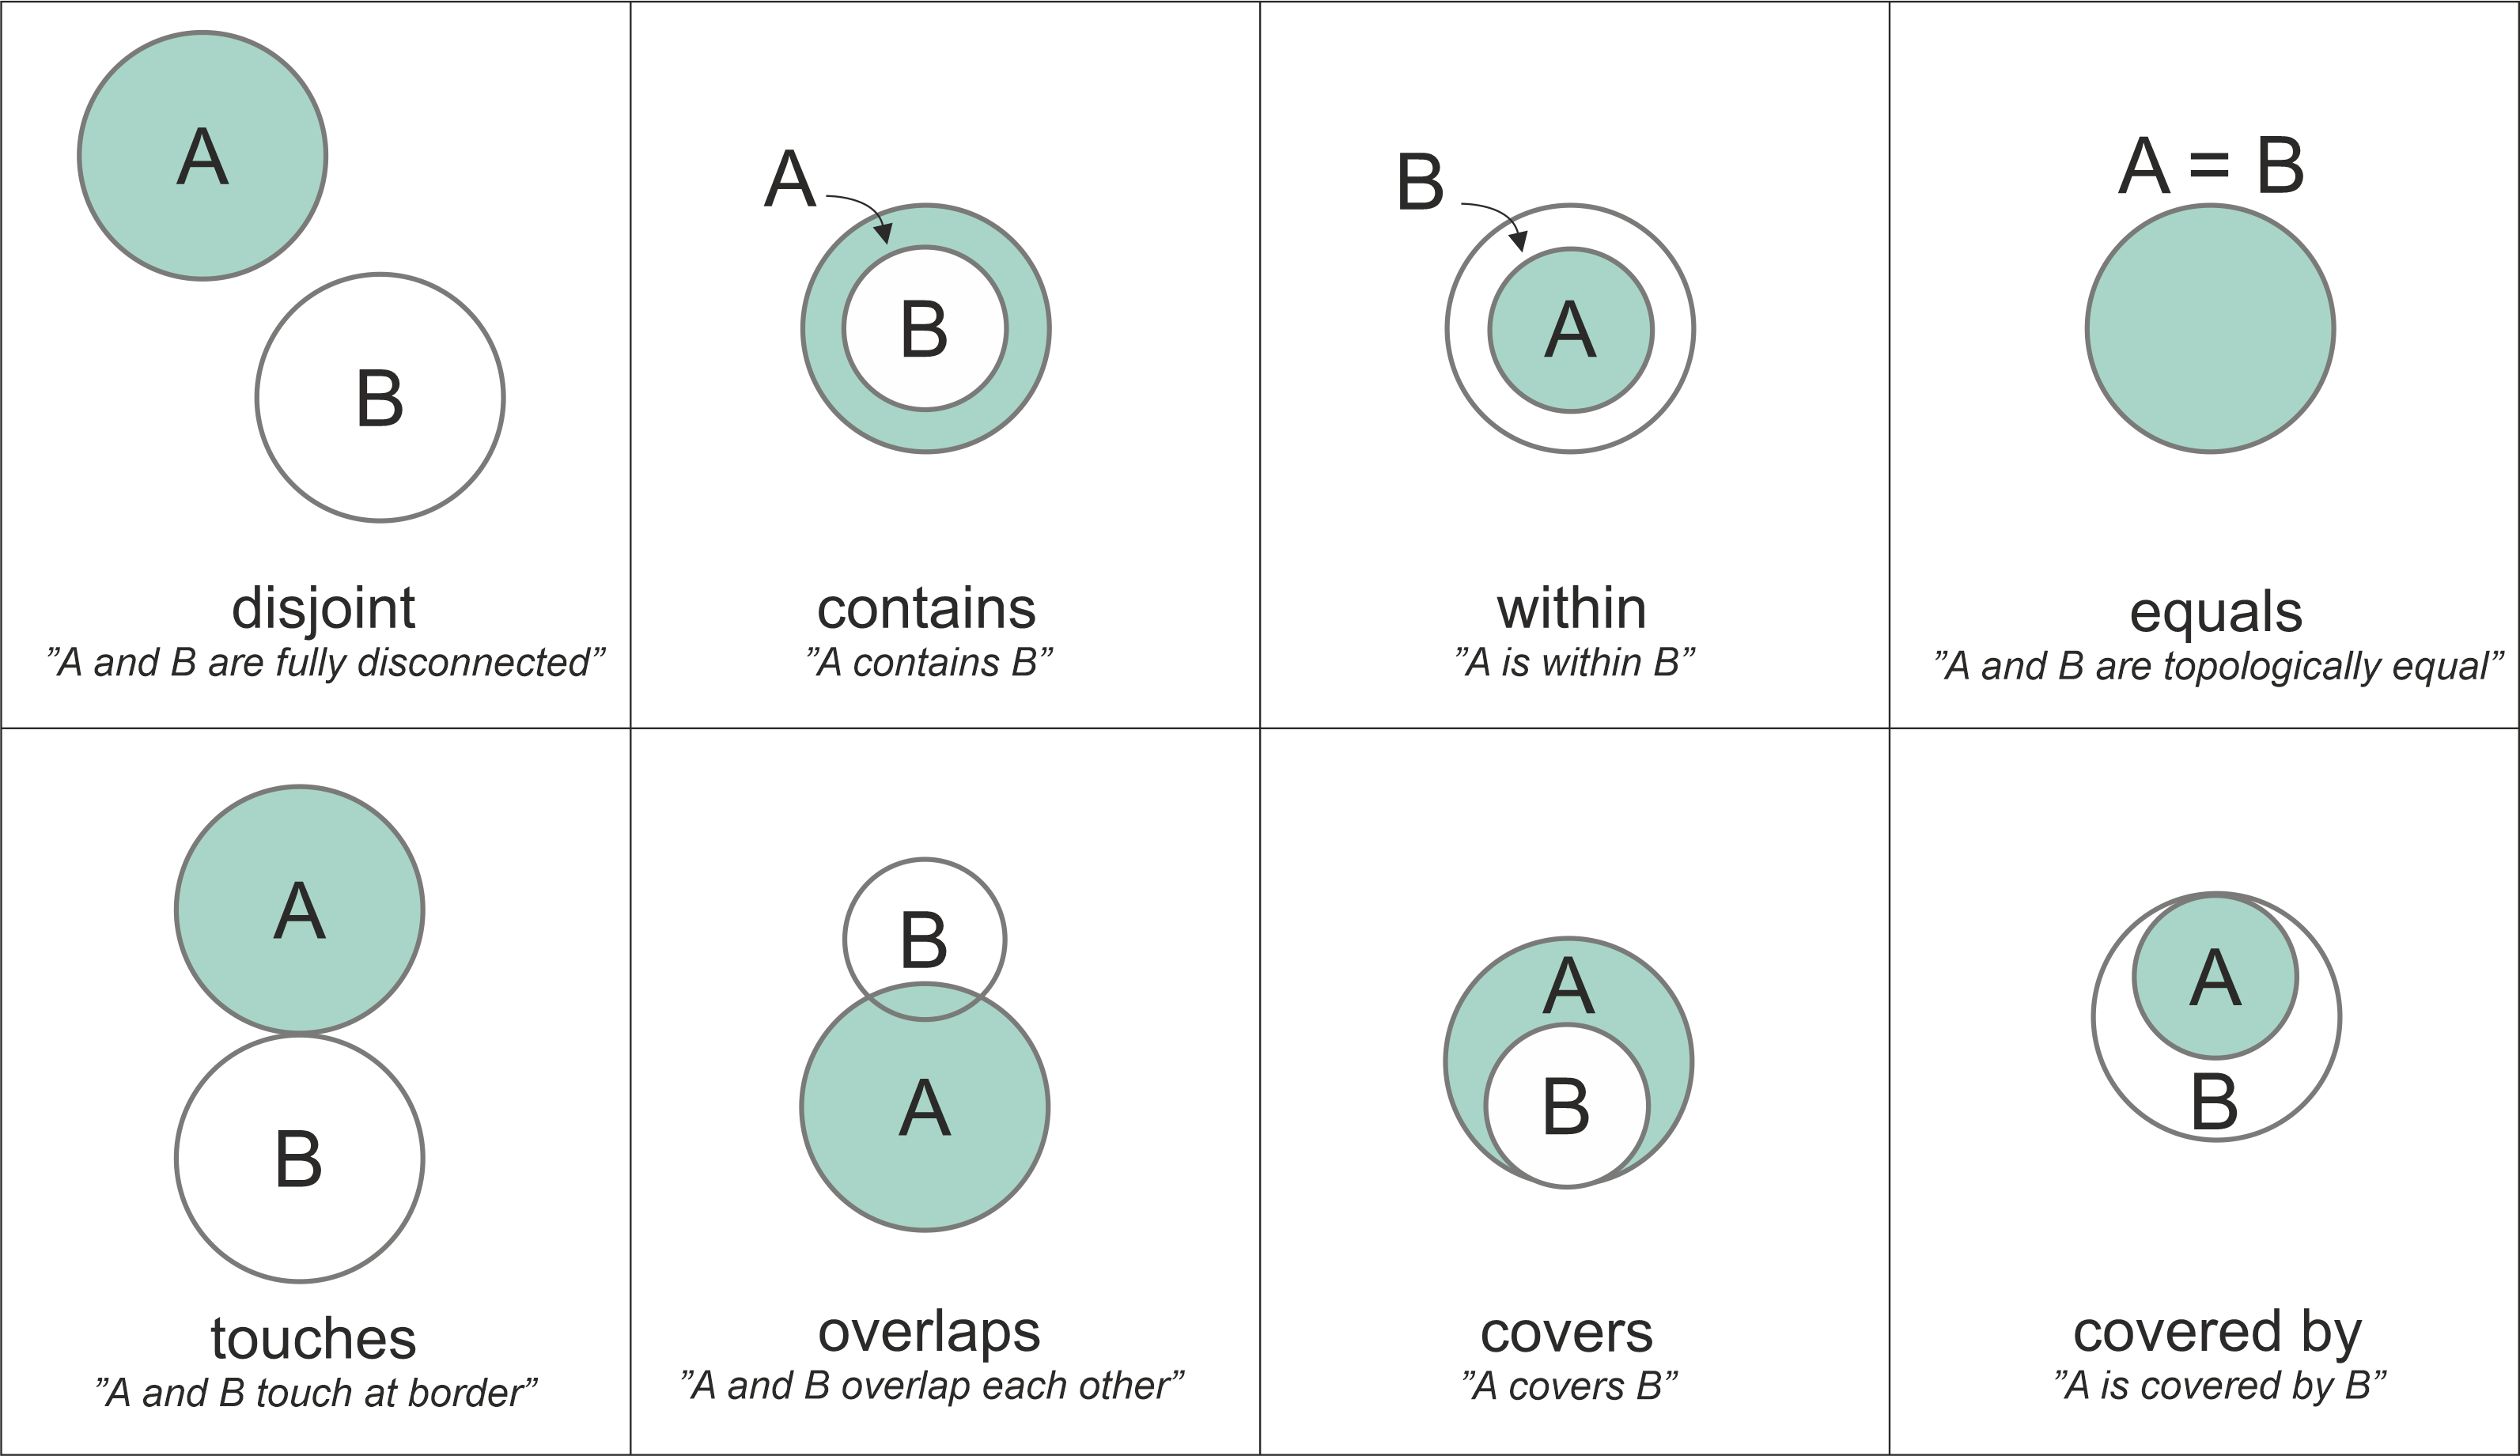 A
B
disjoint
”A and B are fully disconnected”
A
B
contains
”A contains B”
B
A
within
”A is within B”
A = B
equals
”A and B are topologically equal”
A
B
touches
”A and B touch at border”
B
A
overlaps
”A and B overlap each other”
A
B
covers
”A covers B”
A
B
covered by
”A is covered by B”